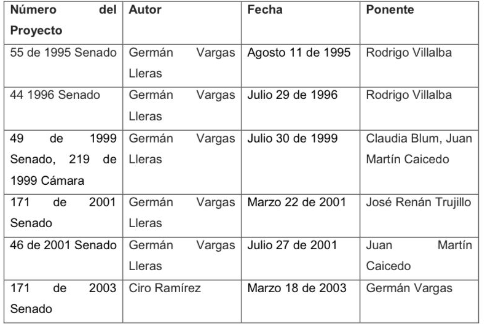 Número del Autor Fecha Ponente
Proyecto
55 de 1995 Senado Germán Vargas Agosto 11 de 1995 Rodrigo Villalba
Lleras
44 1996 Senado Germán Vargas Julio 29 de 1996 Rodrigo Villalba
Lleras
49 de 1999 Germán Vargas Julio 30 de 1999 Claudia Blum, Juan
Senado, 219 de Lleras Martín Caicedo
1999 Cámara
171 de 2001 Germán Vargas Marzo 22 de 2001 José Renán Trujillo
Senado Lleras
46 de 2001 Senado Germán Vargas Julio 27 de 2001 Juan Martín
Lleras Caicedo
171 de 2003 Ciro Ramírez Marzo 18 de 2003 Germán Vargas
Senado